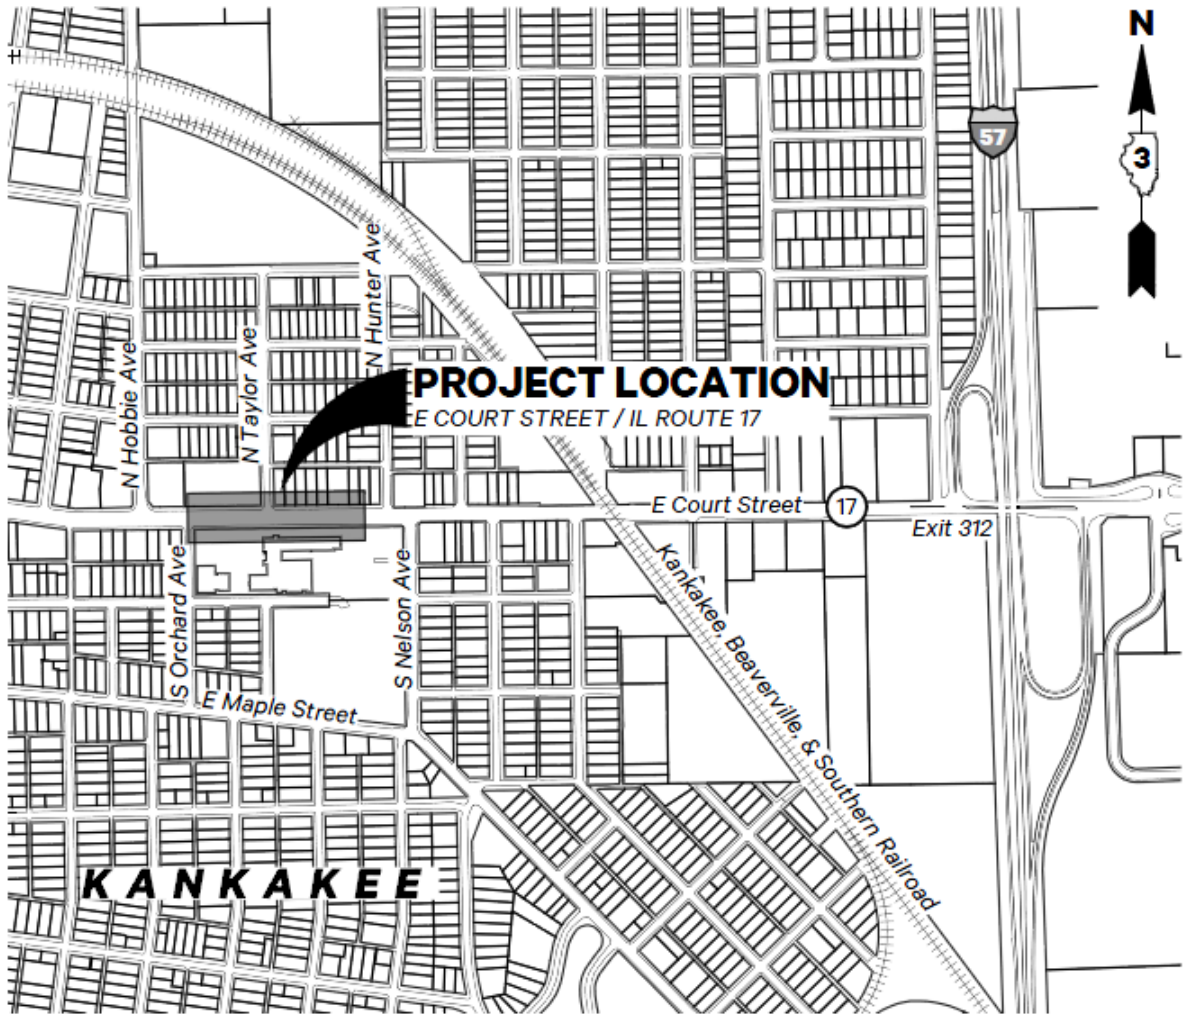 N
57
3
N Hunter Ave
N Taylor Ave
N Hobbie Ave
PROJECT LOCATION
E COURT STREET / IL ROUTE 17
E Court Street
17
Exit 312
S Orchard Ave
S Nelson Ave
Kankakee, Beaverville, & Southern Railroad
E Maple Street
KANKAKEE